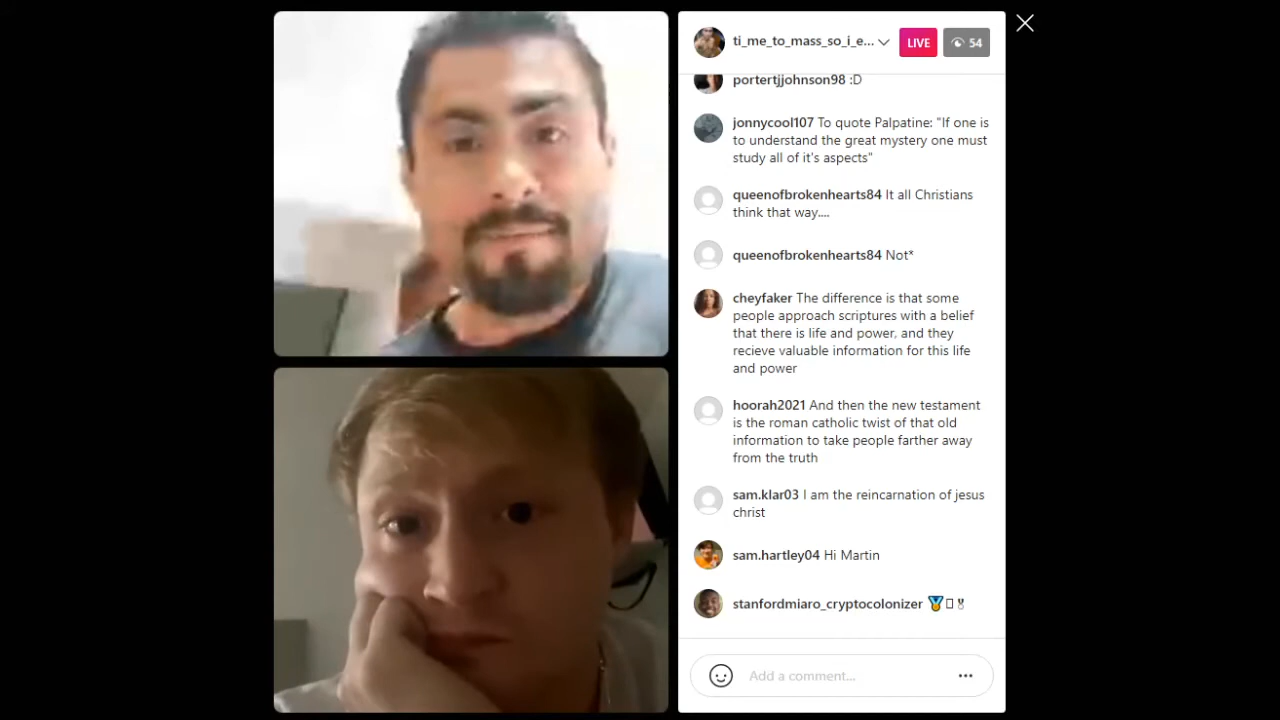 ti_me_to_mass_so_i_e...
LIVE
54
portertjjohnson98 :D
jonnycool107 To quote Palpatine: "If one is
to understand the great mystery one must
study all of it's aspects"
queenofbrokenhearts84 It all Christians
think that way....
queenofbrokenhearts84 Not*
cheyfaker The difference is that some
people approach scriptures with a belief
that there is life and power, and they
recieve valuable information for this life
and power
hoorah2021 And then the new testament
is the roman catholic twist of that old
information to take people farther away
from the truth
sam.klar03 I am the reincarnation of jesus
christ
sam.hartley04 Hi Martin
stanfordmiaro_cryptocolonizer
Add a comment...